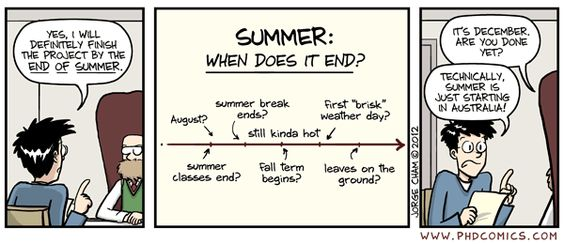 YES, I WILL
DEFINITELY FINISH
THE PROJECT BY THE
END OF SUMMER.
SUMMER:
WHEN DOES IT END?
August?
summer break
ends?
still kinda hot
first "brisk"
weather day?
summer
classes end?
Fall term
begins?
leaves on the
ground?
JORGE CHAM © 2012
IT'S DECEMBER.
ARE YOU DONE
YET?
TECHNICALLY,
SUMMER IS
JUST STARTING
IN AUSTRALIA!
WWW.PHDCOMICS.COM